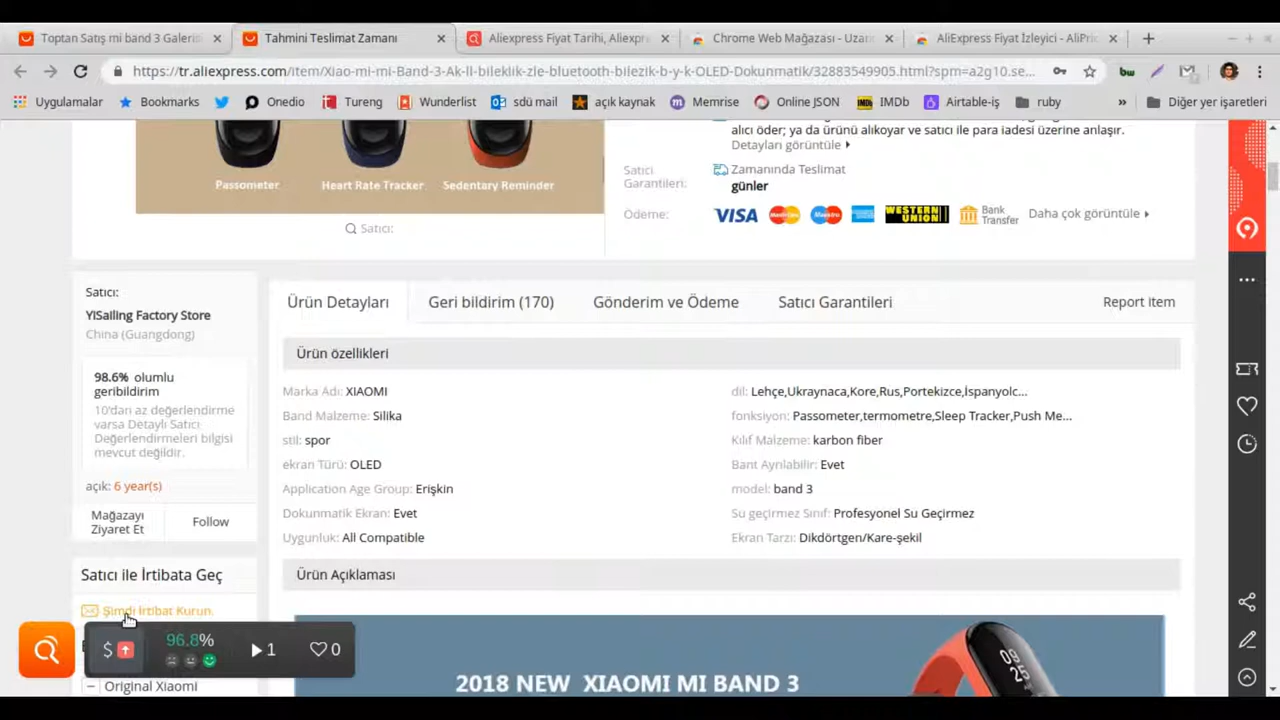 Toptan Satış mi band 3 Galerisi
Tahmini Teslimat Zamanı
Aliexpress Fiyat Tarihi, Aliexpr
Chrome Web Mağazası - Uzan
AliExpress Fiyat İzleyici - AliPric
https://tr.aliexpress.com/item/Xiao-mi-mi-Band-3-Ak-ll-bileklik-zle-bluetooth-bilezik-b-y-k-OLED-Dokunmatik/32883549905.html?spm=a2g10.se...
Uygulamalar
Bookmarks
Onedio
Tureng
Wunderlist
sdü mail
açık kaynak
Memrise
Online JSON
IMDb
Airtable-iş
ruby
»
Diğer yer işaretleri
alıcı öder; ya da ürünü alıkoyar ve satıcı ile para iadesi üzerine anlaşır.
Detayları görüntüle
Satıcı Garantileri:
Zamanında Teslimat
günler
Passometer
Heart Rate Tracker
Sedentary Reminder
Ödeme:
VISA
WESTERN UNION
Bank Transfer
Daha çok görüntüle
Satıcı:
Satıcı:
YISailing Factory Store
China (Guangdong)
98.6% olumlu
geribildirim
10'dan az değerlendirme
varsa Detaylı Satıcı
Değerlendirmeleri bilgisi
mevcut değildir.
açık: 6 year(s)
Mağazayı
Ziyaret Et
Follow
Satıcı ile İrtibata Geç
Şimdi İrtibat Kurun.
Original Xiaomi
Ürün Detayları
Geri bildirim (170)
Gönderim ve Ödeme
Satıcı Garantileri
Report item
Ürün özellikleri
Marka Adı: XIAOMI
dil: Lehçe,Ukraynaca,Kore,Rus,Portekizce,İspanyolc...
Band Malzeme: Silika
fonksiyon: Passometer,termometre,Sleep Tracker,Push Me...
stil: spor
Kılıf Malzeme: karbon fiber
ekran Türü: OLED
Bant Ayrılabilir: Evet
Application Age Group: Erişkin
model: band 3
Dokunmatik Ekran: Evet
Su geçirmez Sınıf: Profesyonel Su Geçirmez
Uygunluk: All Compatible
Ekran Tarzı: Dikdörtgen/Kare-şekil
Ürün Açıklaması
2018 NEW XIAOMI MI BAND 3
$
96.8%
1
0